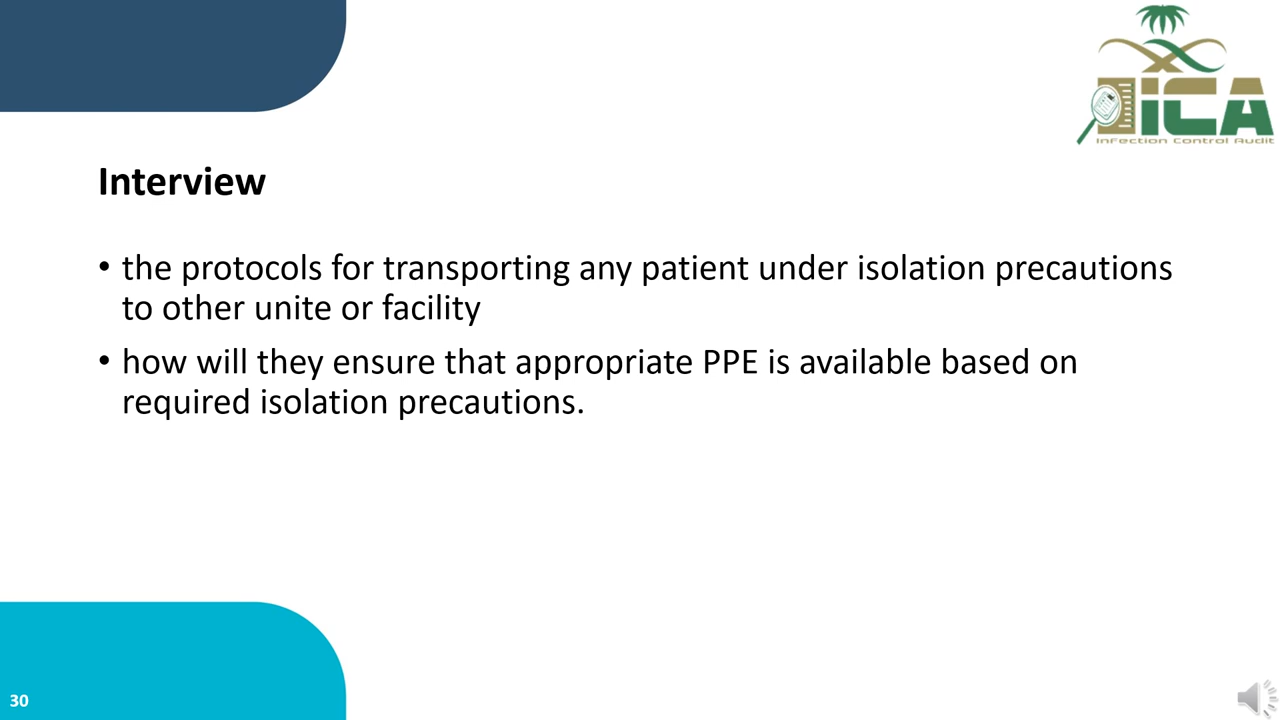 iCA
Infection Control Audit
Interview
• the protocols for transporting any patient under isolation precautions
to other unite or facility
• how will they ensure that appropriate PPE is available based on
required isolation precautions.
30